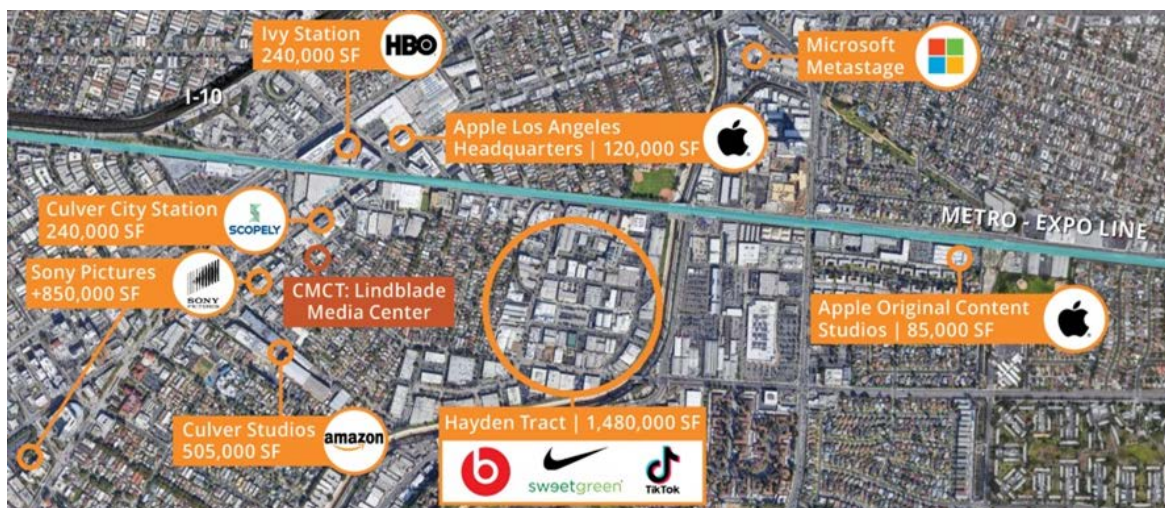 Ivy Station
240,000 SF
HBO
Microsoft
Metastage
I-10
Apple Los Angeles
Headquarters | 120,000 SF
Culver City Station
240,000 SF
SCOPELY
METRO - EXPO LINE
Sony Pictures
+850,000 SF
SONY
PICTURES
CMCT: Lindblade
Media Center
Apple Original Content
Studios | 85,000 SF
Culver Studios
505,000 SF
amazon
Hayden Tract | 1,480,000 SF
b
sweetgreen
TikTok